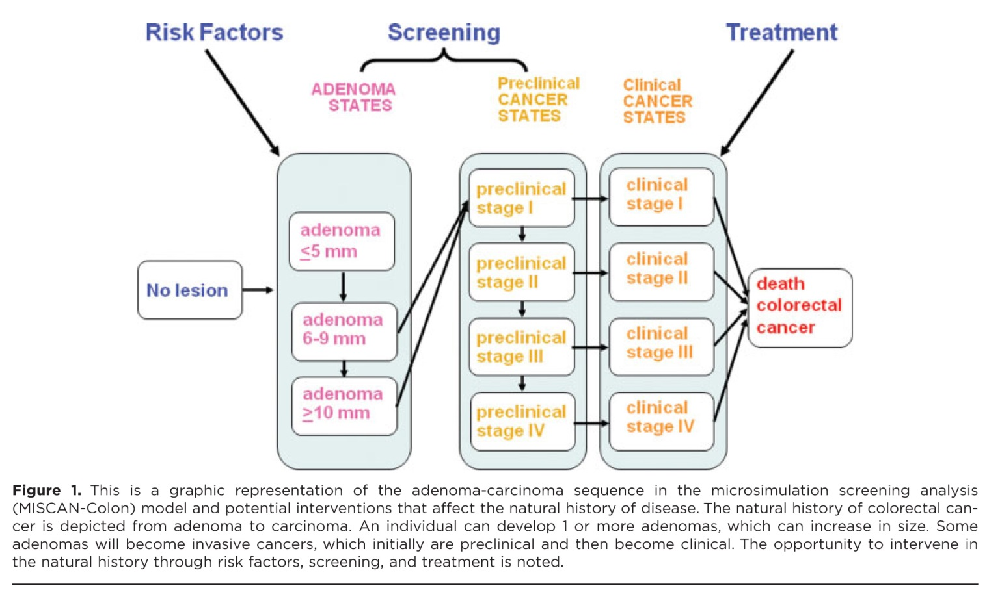 Risk Factors
Screening
Treatment
ADENOMA
STATES
Preclinical
CANCER
STATES
Clinical
CANCER
STATES
No lesion
adenoma
≤5 mm
adenoma
6-9 mm
adenoma
≥10 mm
preclinical
stage I
preclinical
stage II
preclinical
stage III
preclinical
stage IV
clinical
stage I
clinical
stage II
clinical
stage III
clinical
stage IV
death
colorectal
cancer
Figure 1. This is a graphic representation of the adenoma-carcinoma sequence in the microsimulation screening analysis
(MISCAN-Colon) model and potential interventions that affect the natural history of disease. The natural history of colorectal can-
cer is depicted from adenoma to carcinoma. An individual can develop 1 or more adenomas, which can increase in size. Some
adenomas will become invasive cancers, which initially are preclinical and then become clinical. The opportunity to intervene in
the natural history through risk factors, screening, and treatment is noted.